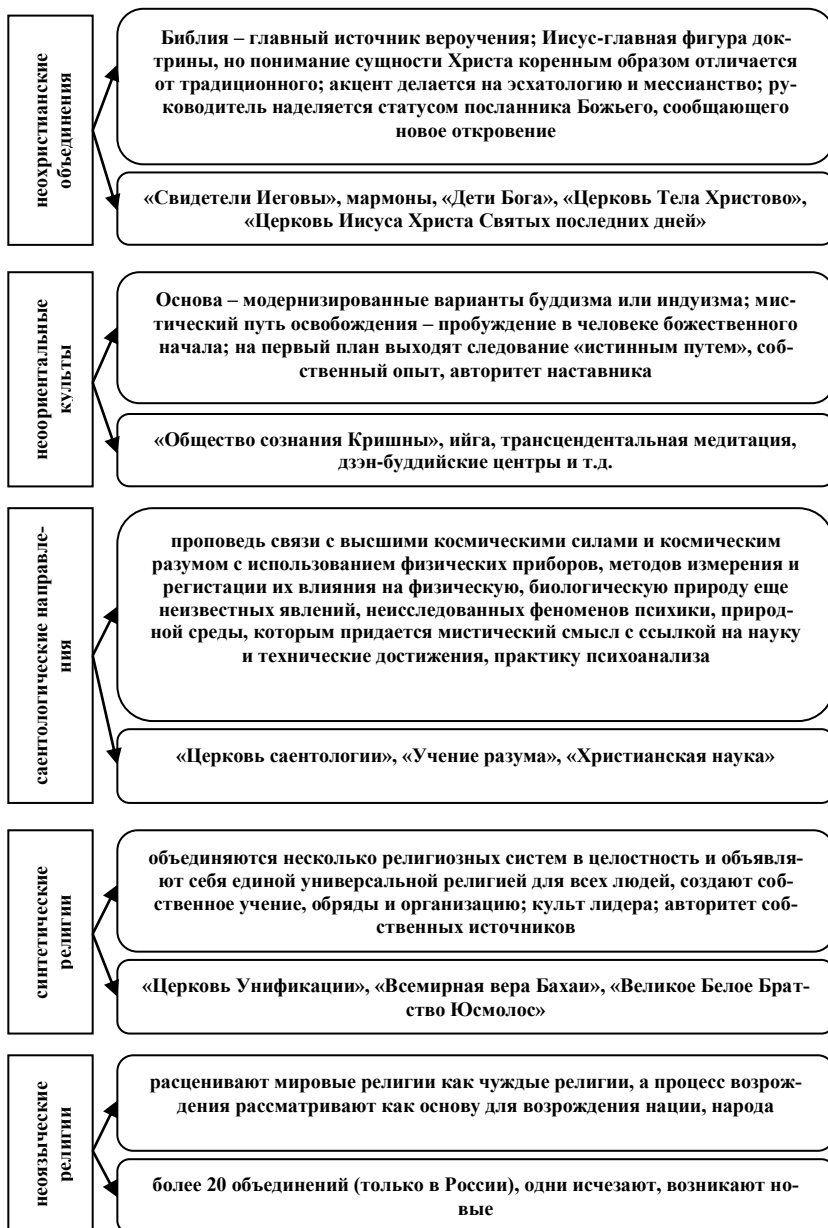 неохристианские
объединения
Библия – главный источник вероучения; Иисус-главная фигура док-
трины, но понимание сущности Христа коренным образом отличается
от традиционного; акцент делается на эсхатологию и мессианство; ру-
ководитель наделяется статусом посланника Божьего, сообщающего
новое откровение
«Свидетели Иеговы», мармоны, «Дети Бога», «Церковь Тела Христово»,
«Церковь Иисуса Христа Святых последних дней»
неоориентальные
культы
Основа – модернизированные варианты буддизма или индуизма; мис-
тический путь освобождения – пробуждение в человеке божественного
начала; на первый план выходят следование «истинным путем», соб-
ственный опыт, авторитет наставника
«Общество сознания Кришны», ийга, трансцендентальная медитация,
дзэн-буддийские центры и т.д.
саентологические направле-
ния
проповедь связи с высшими космическими силами и космическим
разумом с использованием физических приборов, методов измерения и
регистации их влияния на физическую, биологическую природу еще
неизвестных явлений, неисследованных феноменов психики, природ-
ной среды, которым придается мистический смысл с ссылкой на науку
и технические достижения, практику психоанализа
«Церковь саентологии», «Учение разума», «Христианская наука»
синтетические
религии
объединяются несколько религиозных систем в целостность и объявля-
ют себя единой универсальной религией для всех людей, создают соб-
ственное учение, обряды и организацию; культ лидера; авторитет соб-
ственных источников
«Церковь Унификации», «Всемирная вера Бахаи», «Великое Белое Брат-
ство Юсмолос»
неоязыческие
религии
расценивают мировые религии как чуждые религии, а процесс возрож-
дения рассматривают как основу для возрождения нации, народа
более 20 объединений (только в России), одни исчезают, возникают но-
вые